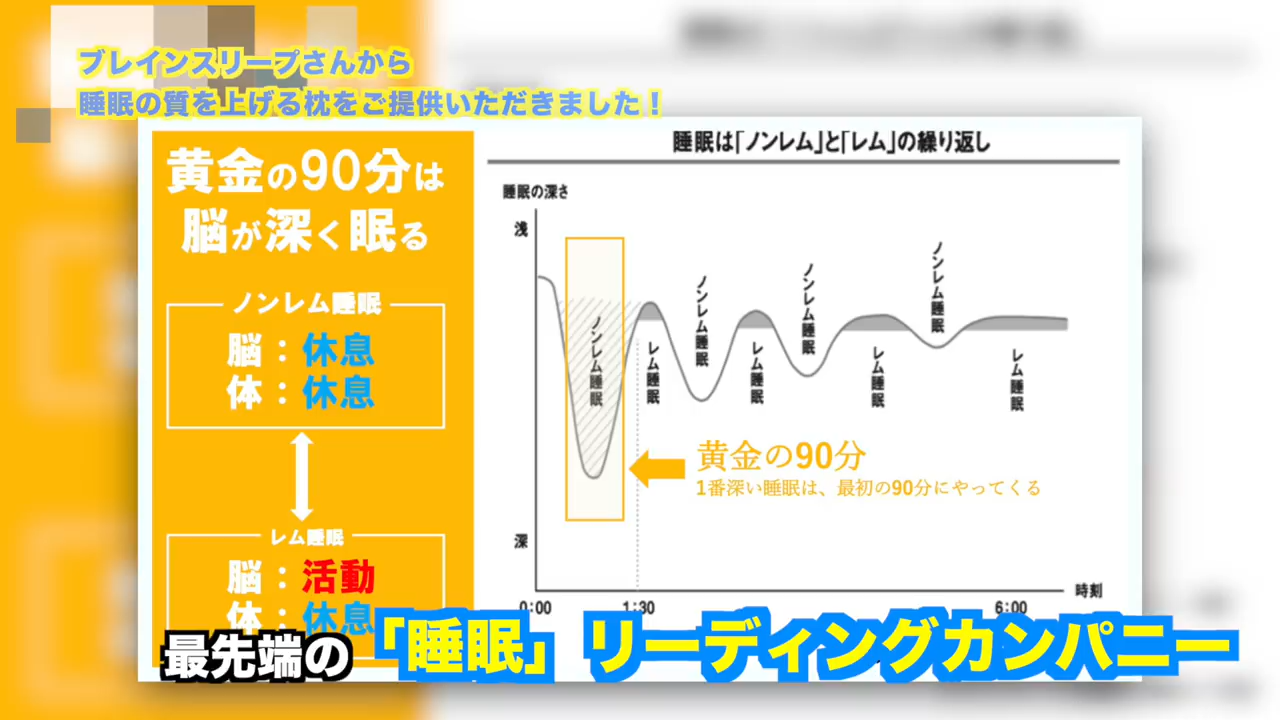 ブレインスリープさんから
睡眠の質を上げる枕をご提供いただきました！
黄金の90分は
脳が深く眠る
ノンレム睡眠
脳：休息
体：休息
レム睡眠
脳：活動
体：休息
睡眠は「ノンレム」と「レム」の繰り返し
睡眠の深さ
浅
ノンレム睡眠
レム睡眠
ノンレム睡眠
レム睡眠
ノンレム睡眠
レム睡眠
ノンレム睡眠
レム睡眠
黄金の90分
1番深い睡眠は、最初の90分にやってくる
深
時刻
0:00
1:30
6:00
最先端の「睡眠」リーディングカンパニー